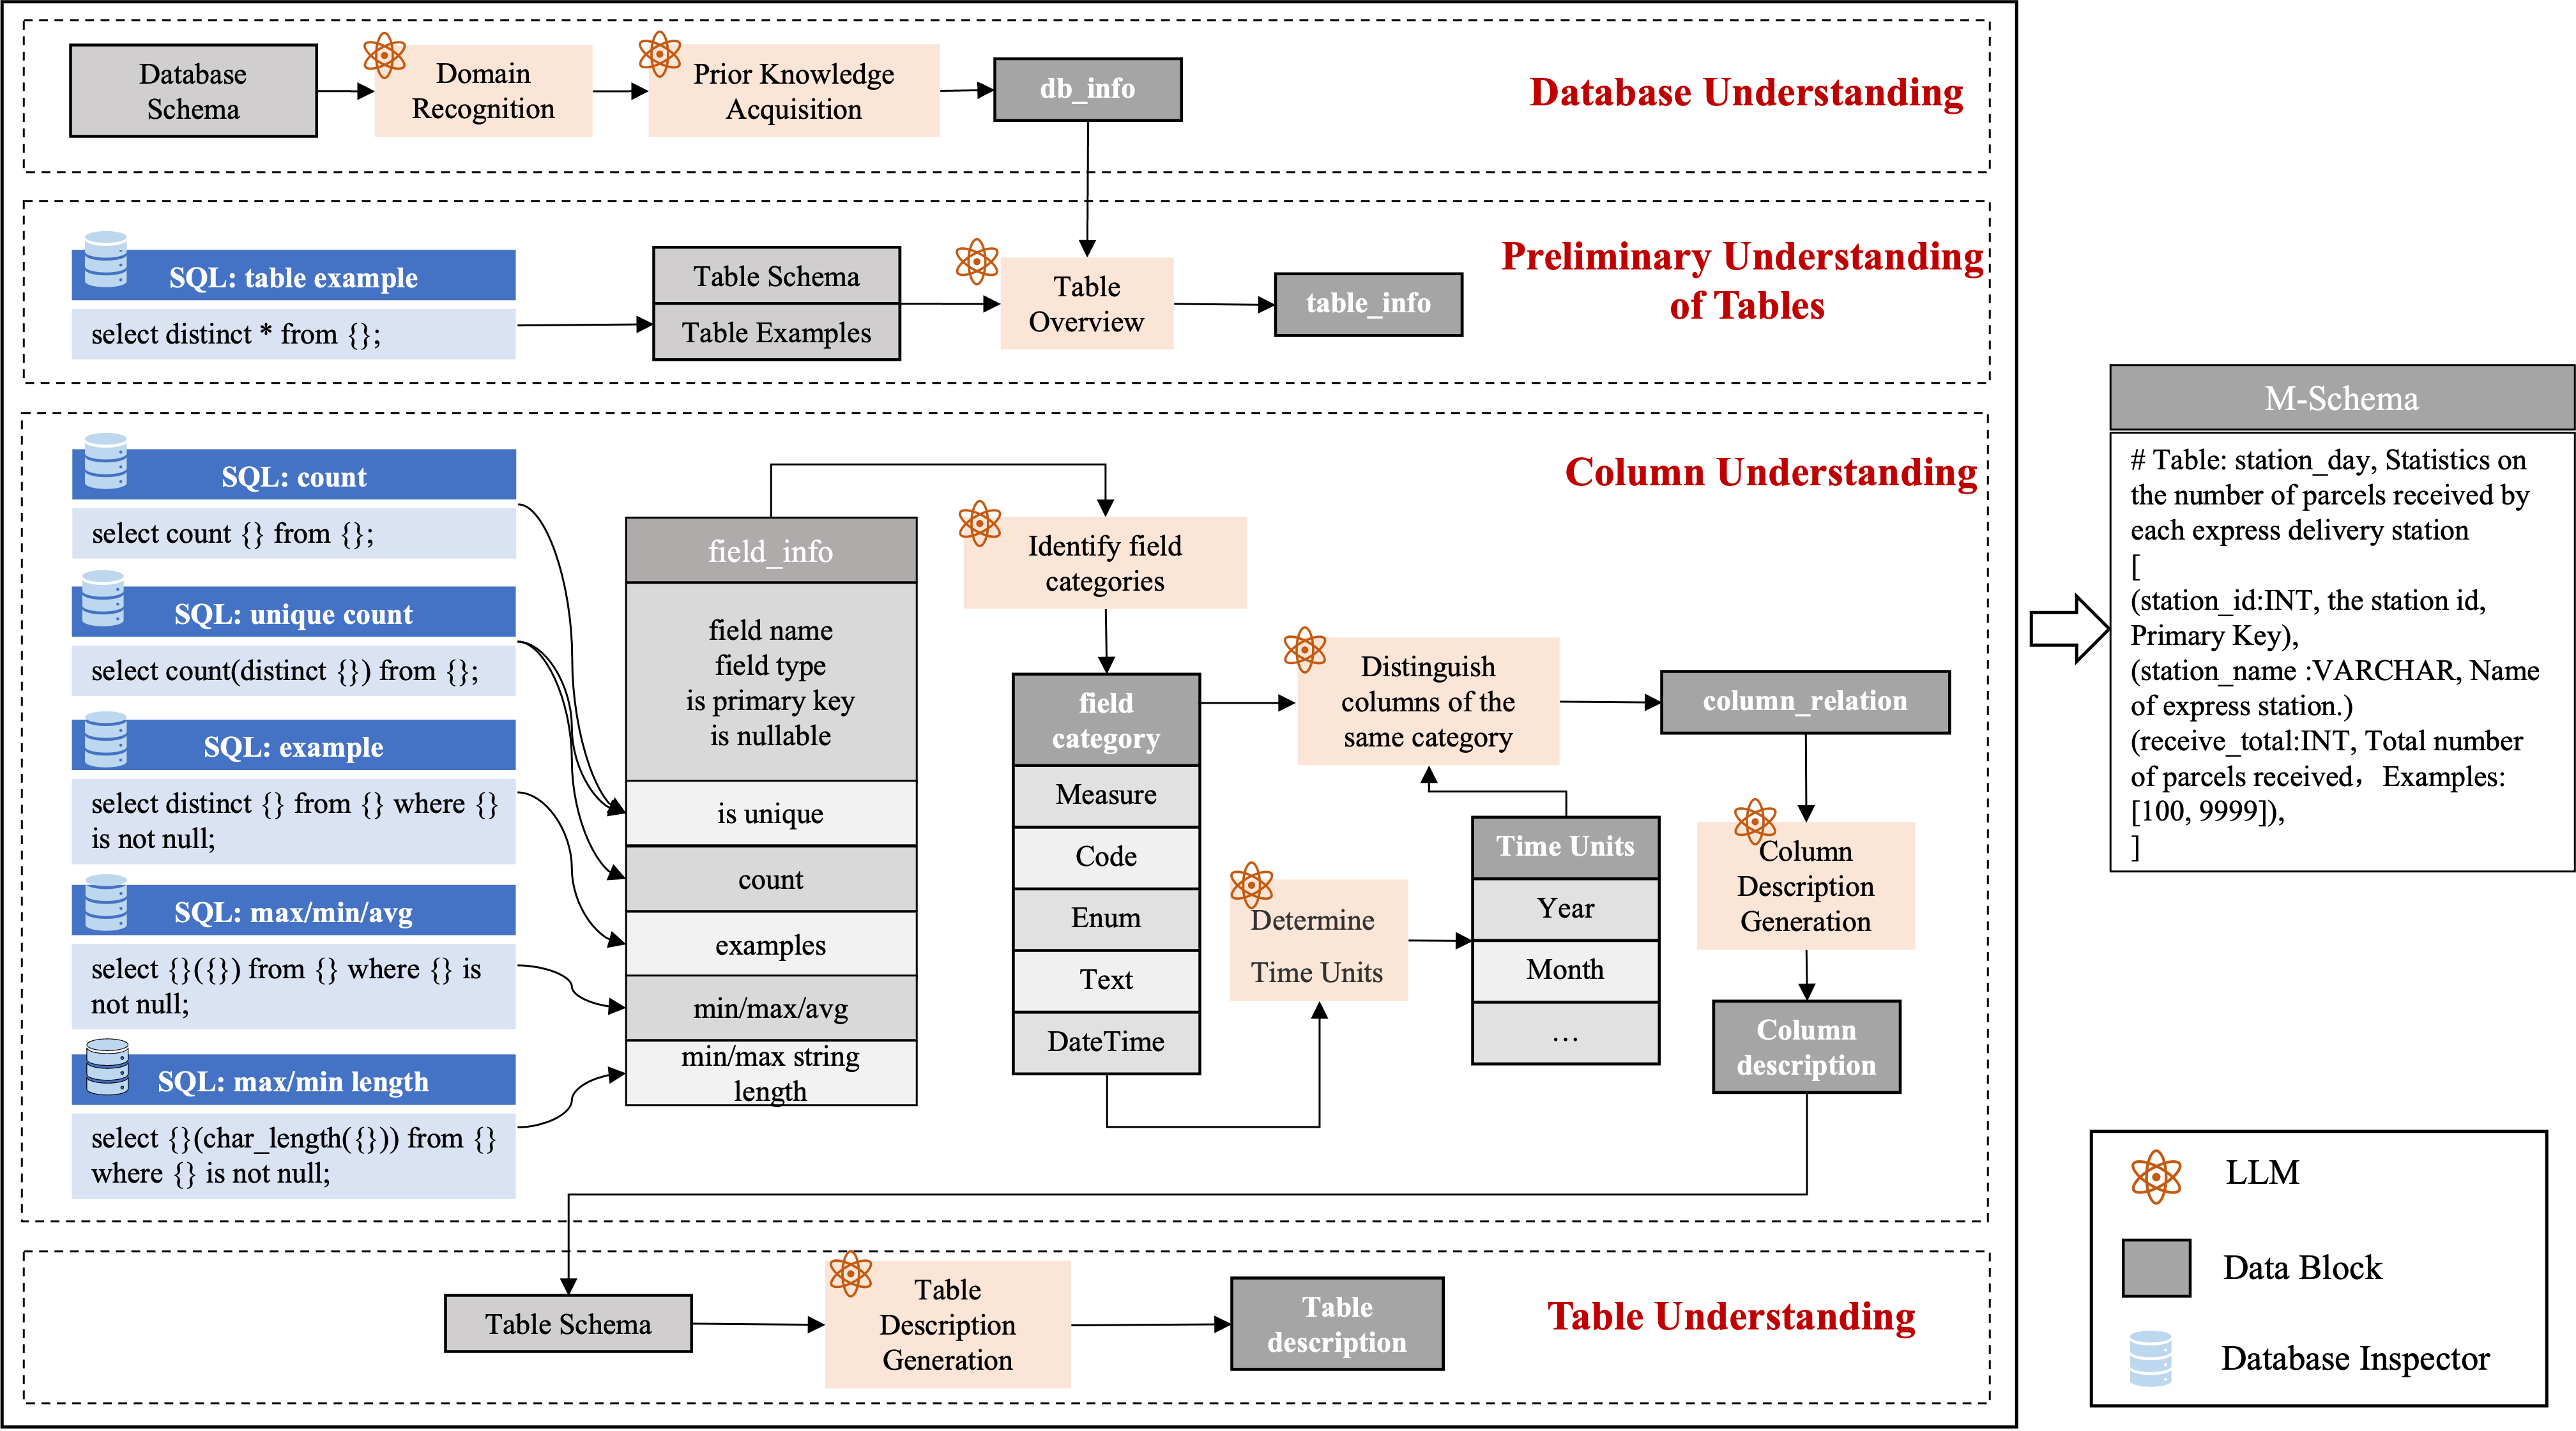 Database
Schema
Domain
Recognition
Prior Knowledge
Acquisition
db_info
Database Understanding
SQL: table example
select distinct * from {};
Table Schema
Table Examples
Table
Overview
table_info
Preliminary Understanding
of Tables
SQL: count
select count {} from {};
SQL: unique count
select count(distinct {}) from {};
SQL: example
select distinct {} from {} where {}
is not null;
SQL: max/min/avg
select {}({}) from {} where {} is
not null;
SQL: max/min length
select {}(char_length({})) from {}
where {} is not null;
field_info
field name
field type
is primary key
is nullable
is unique
count
examples
min/max/avg
min/max string
length
Identify field
categories
field
category
Measure
Code
Enum
Text
DateTime
Determine
Time Units
Distinguish
columns of the
same category
Time Units
Year
Month
…
column_relation
Column
Description
Generation
Column
description
Column Understanding
Table Schema
Table
Description
Generation
Table
description
Table Understanding
M-Schema
# Table: station_day, Statistics on
the number of parcels received by
each express delivery station
[
(station_id:INT, the station id,
Primary Key),
(station_name :VARCHAR, Name
of express station.)
(receive_total:INT, Total number
of parcels received，Examples:
[100, 9999]),
]
LLM
Data Block
Database Inspector